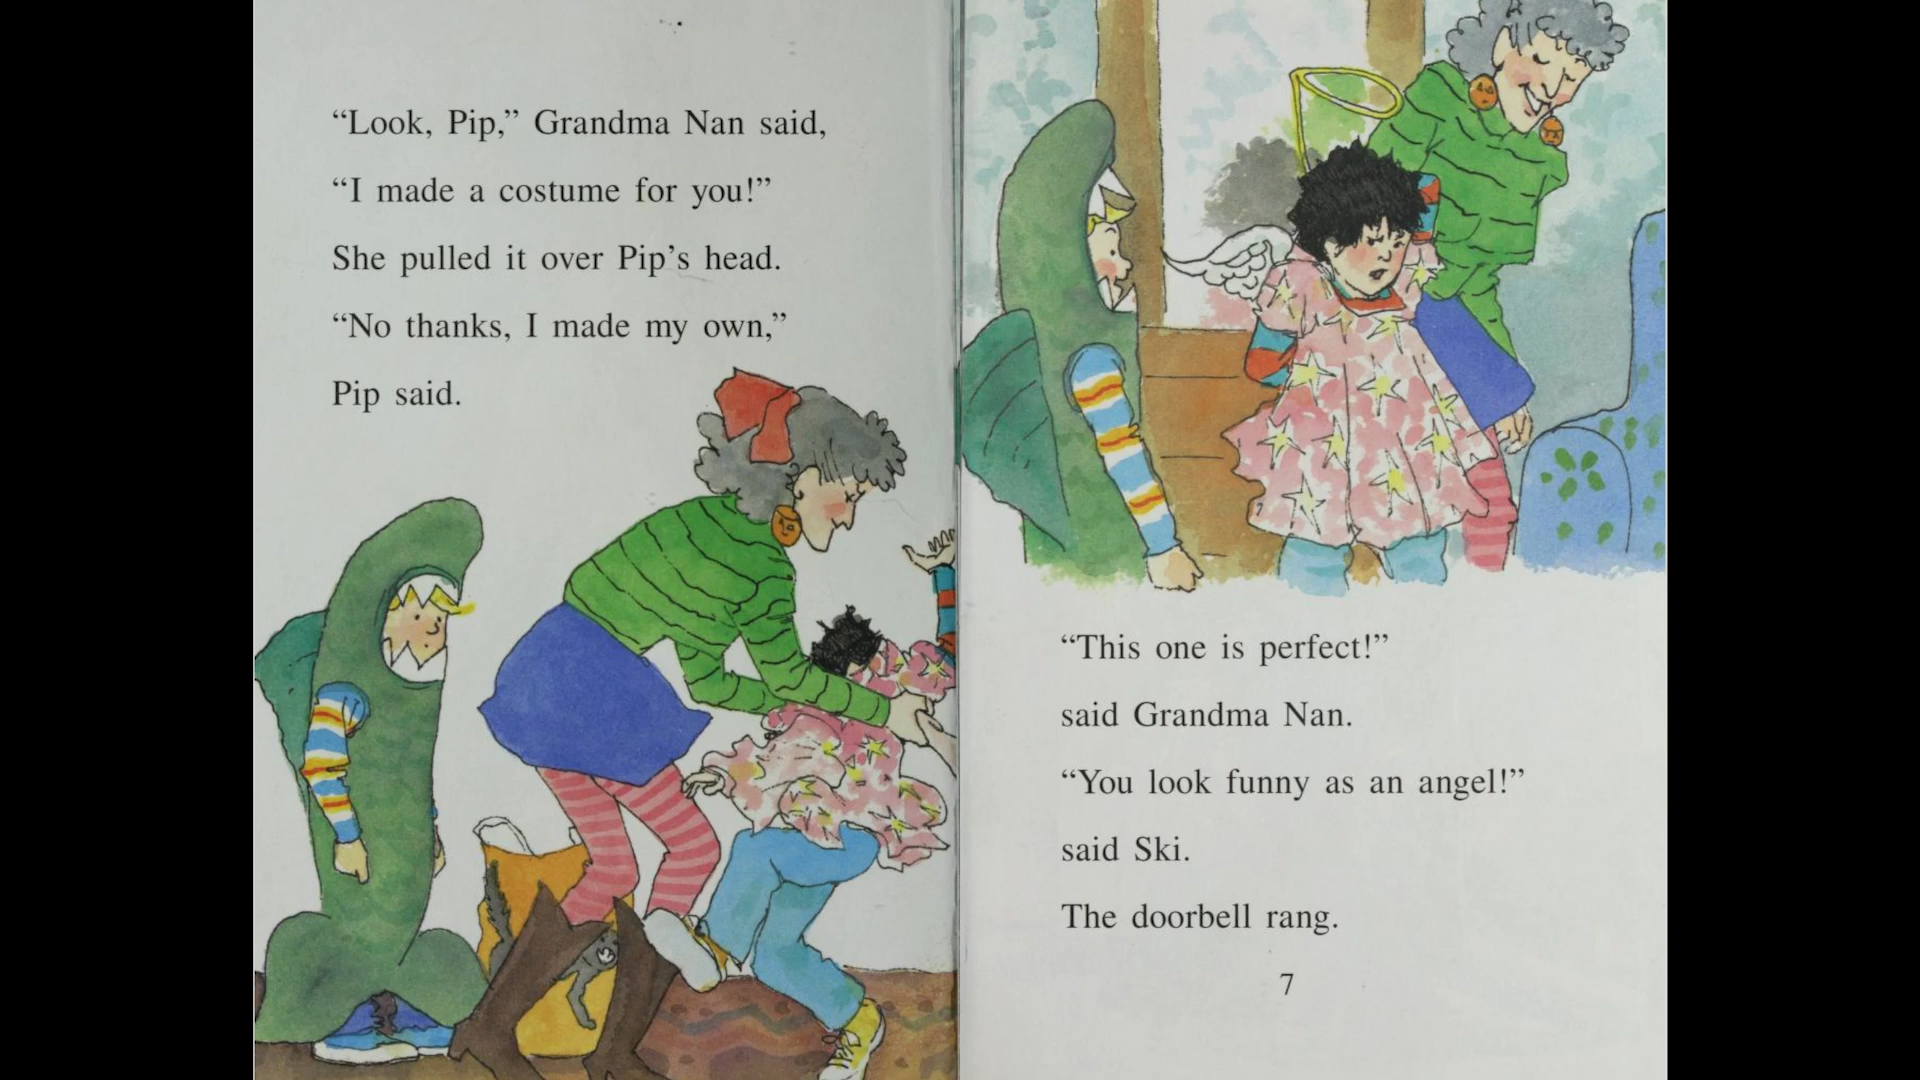 “Look, Pip,” Grandma Nan said,
“I made a costume for you!”
She pulled it over Pip’s head.
“No thanks, I made my own,”
Pip said.
“This one is perfect!”
said Grandma Nan.
“You look funny as an angel!”
said Ski.
The doorbell rang.
7